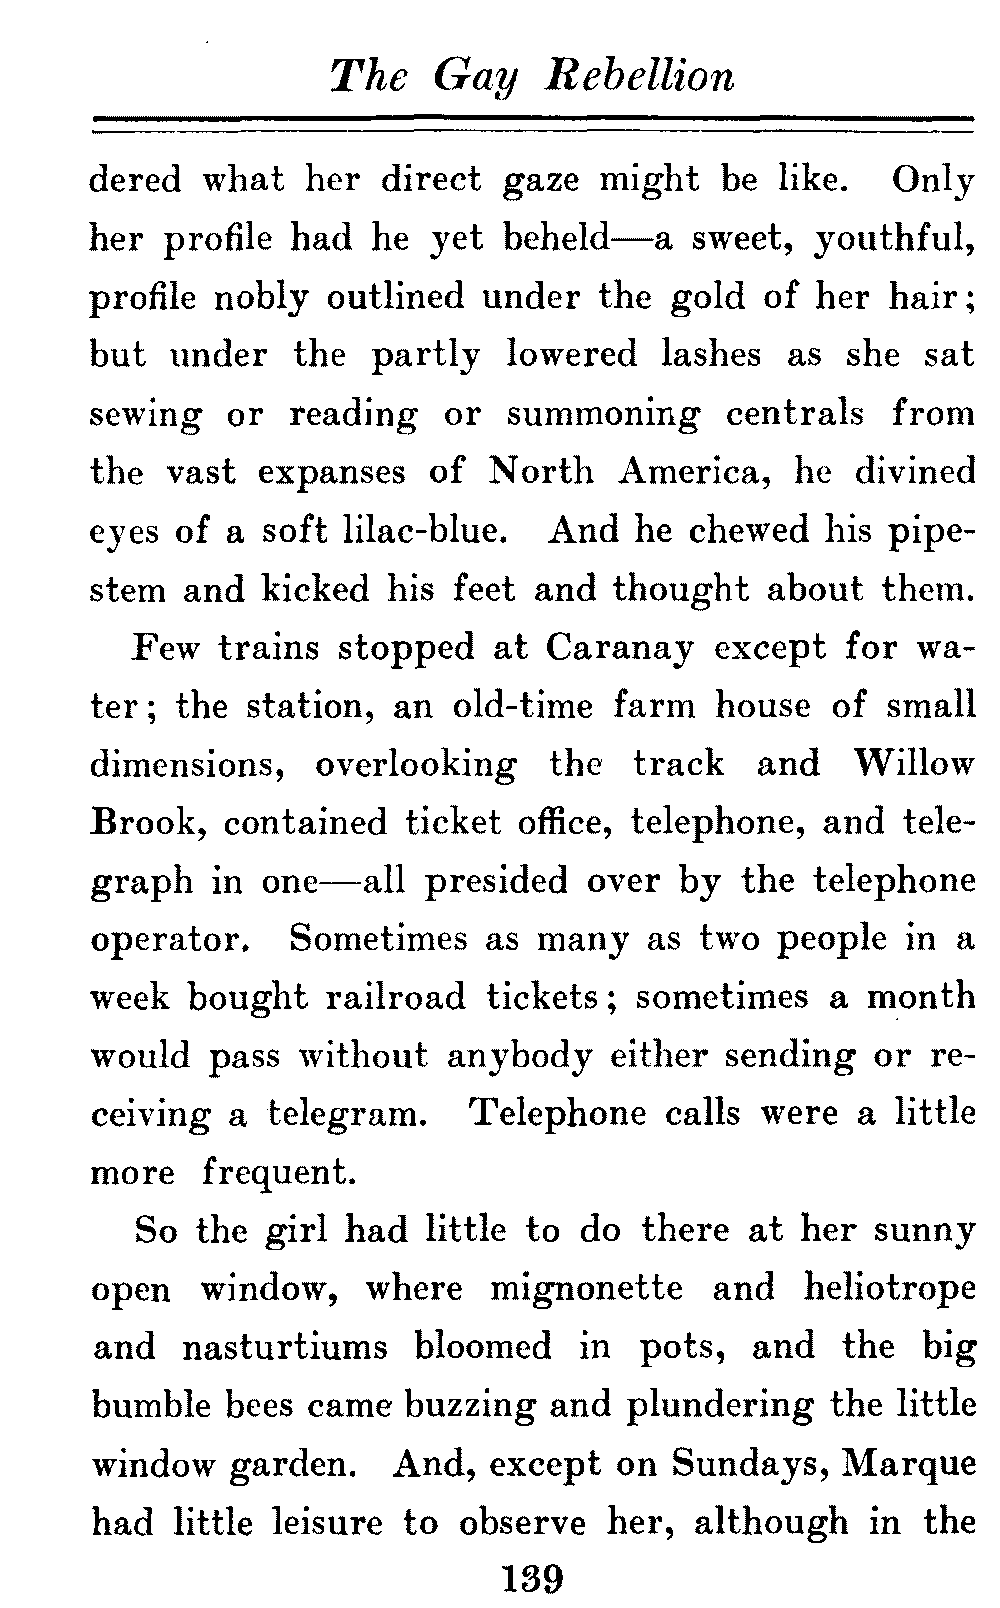 The Gay Rebellion
dered what her direct gaze might be like. Only
her profile had he yet beheld—a sweet, youthful,
profile nobly outlined under the gold of her hair;
but under the partly lowered lashes as she sat
sewing or reading or summoning centrals from
the vast expanses of North America, he divined
eyes of a soft lilac-blue. And he chewed his pipe-
stem and kicked his feet and thought about them.
Few trains stopped at Caranay except for wa-
ter; the station, an old-time farm house of small
dimensions, overlooking the track and Willow
Brook, contained ticket office, telephone, and tele-
graph in one—all presided over by the telephone
operator. Sometimes as many as two people in a
week bought railroad tickets; sometimes a month
would pass without anybody either sending or re-
ceiving a telegram. Telephone calls were a little
more frequent.
So the girl had little to do there at her sunny
open window, where mignonette and heliotrope
and nasturtiums bloomed in pots, and the big
bumble bees came buzzing and plundering the little
window garden. And, except on Sundays, Marque
had little leisure to observe her, although in the
139